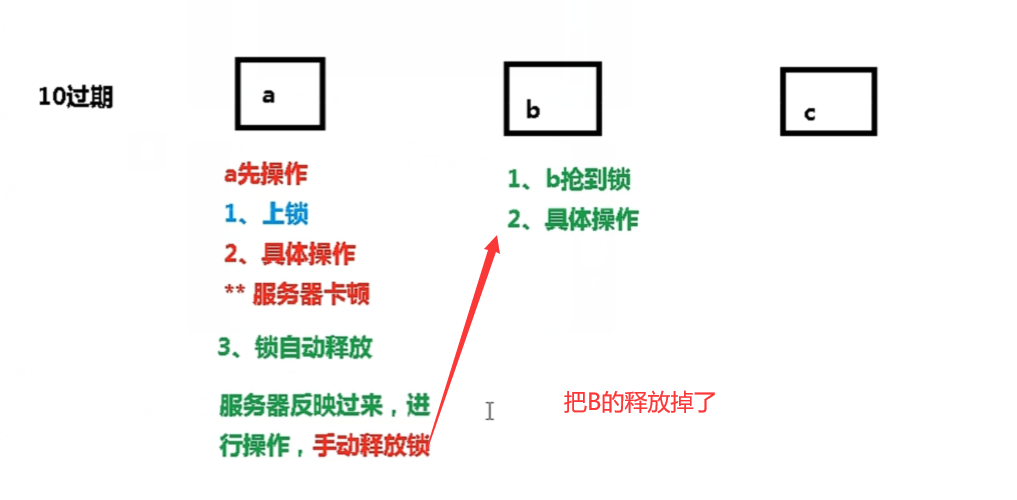 10过期
a
b
c
a先操作
1、上锁
2、具体操作
** 服务器卡顿
3、锁自动释放
服务器反映过来，进
行操作，手动释放锁
1、b抢到锁
2、具体操作
把B的释放掉了